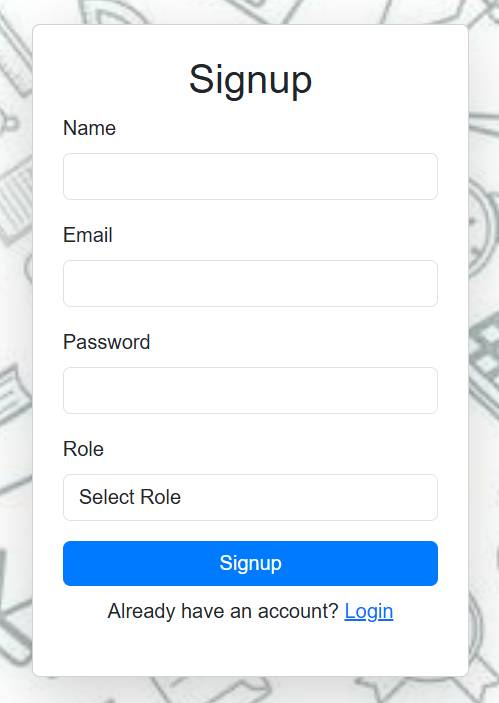 Signup
Name
Email
Password
Role
Select Role
Signup
Already have an account? Login